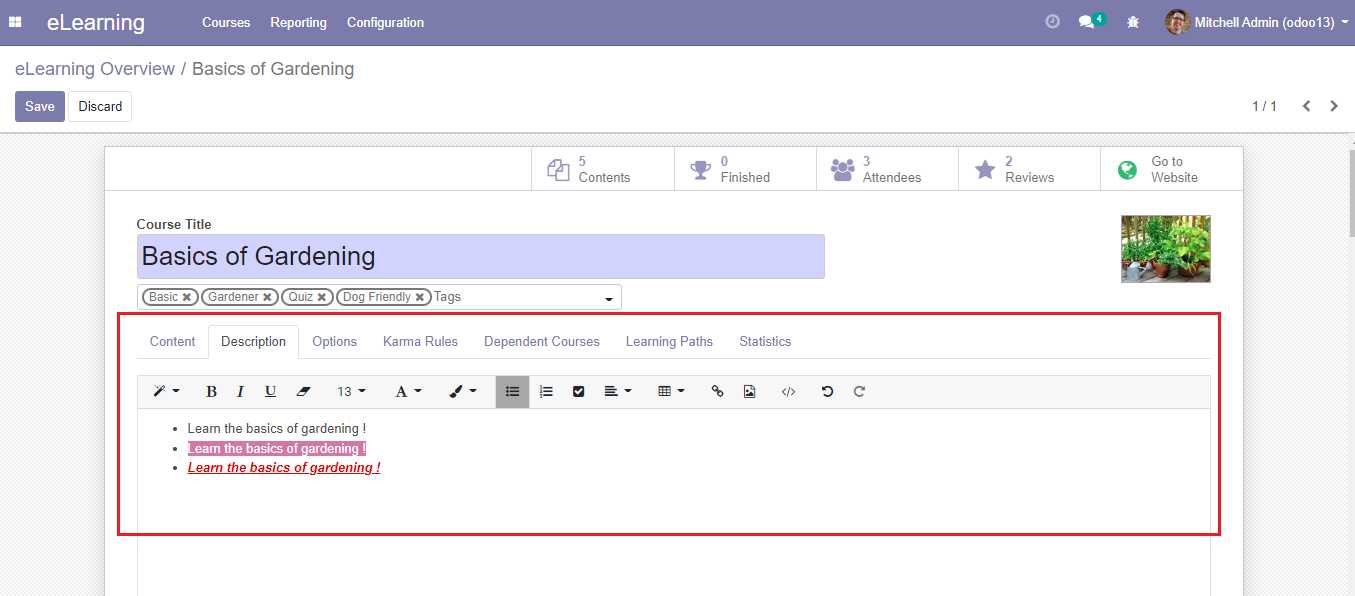 eLearning Courses Reporting Configuration 4 Mitchell Admin (odoo13)
eLearning Overview / Basics of Gardening
Save Discard 1 / 1
5 Contents
0 Finished
3 Attendees
2 Reviews
Go to Website
Course Title
Basics of Gardening
Basic Gardener Quiz Dog Friendly Tags
Content Description Options Karma Rules Dependent Courses Learning Paths Statistics
B I U 13 A </>
Learn the basics of gardening !
Learn the basics of gardening !
Learn the basics of gardening !